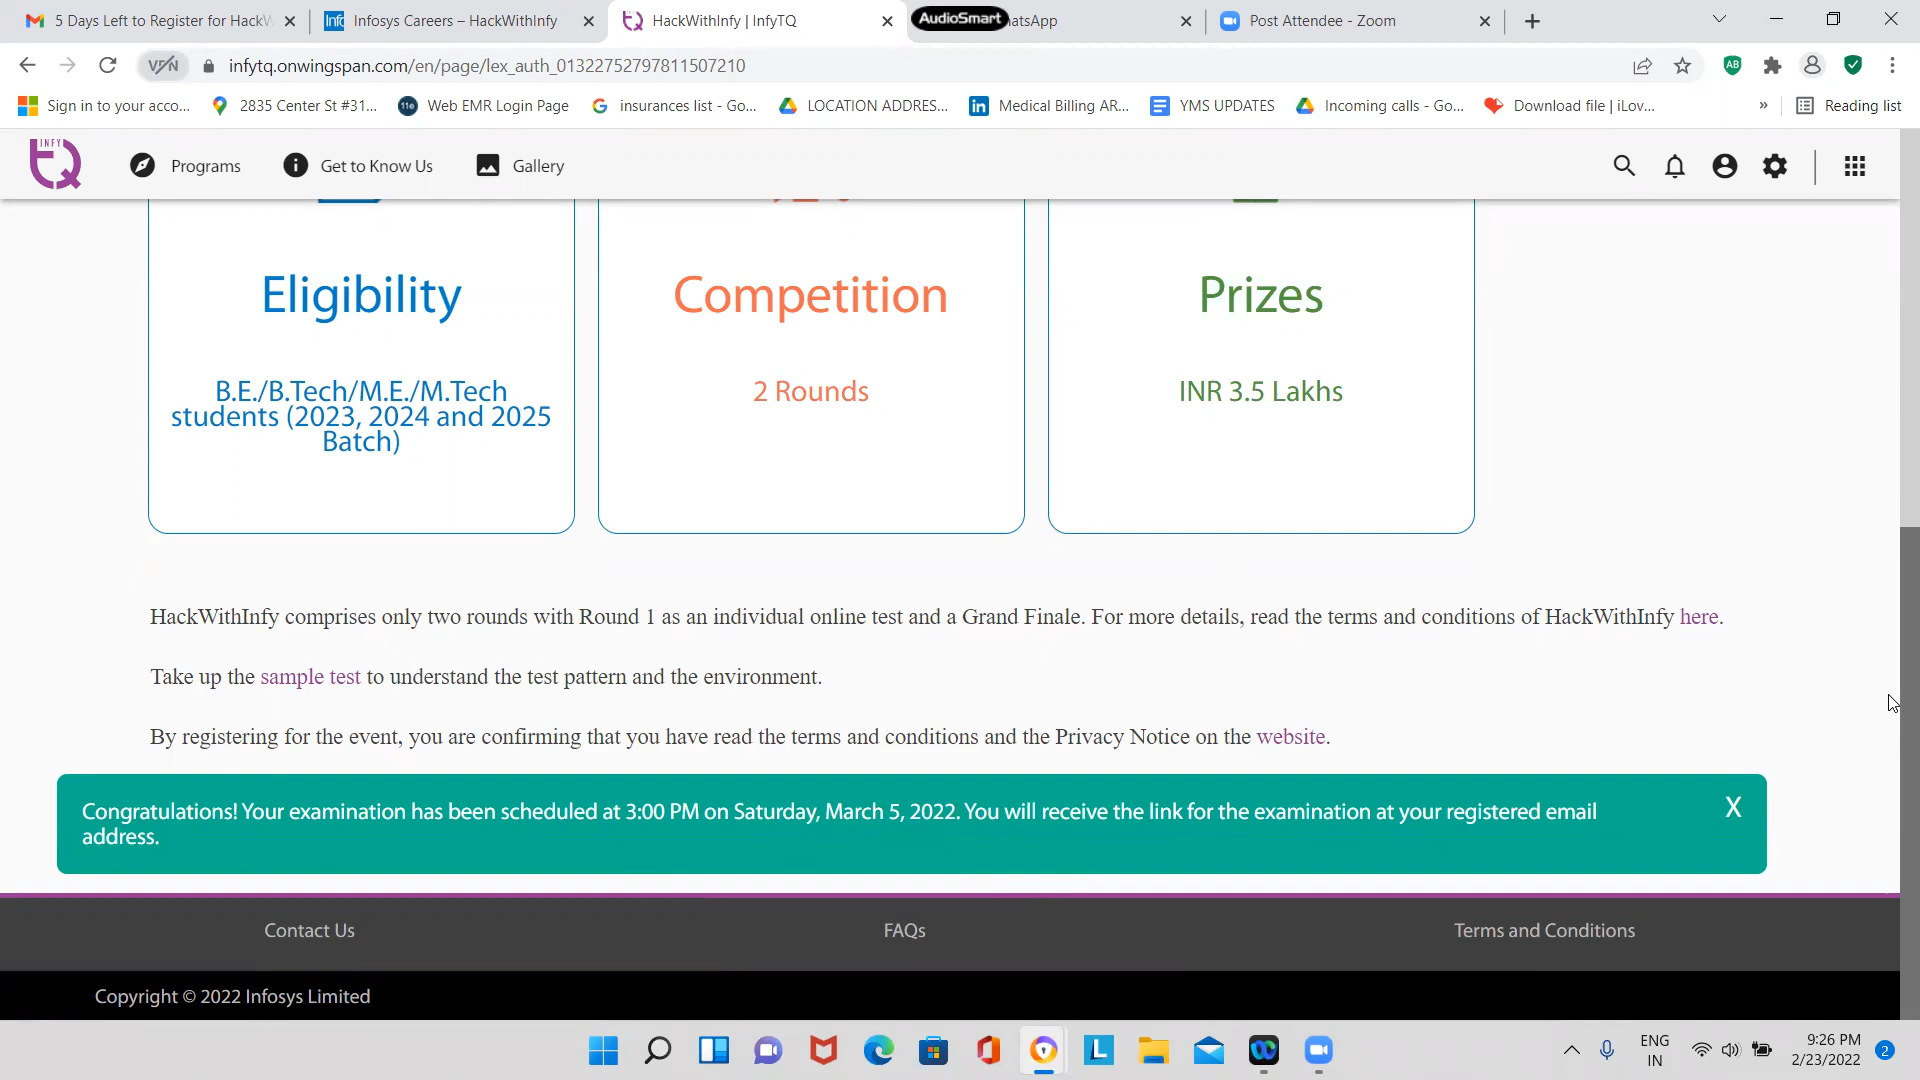 5 Days Left to Register for HackW
Infosys Careers – HackWithInfy
HackWithInfy | InfyTQ
AudioSmart
hatsApp
Post Attendee - Zoom
VPN
infytq.onwingspan.com/en/page/lex_auth_01322752797811507210
Sign in to your acco...
2835 Center St #31...
Web EMR Login Page
insurances list - Go...
LOCATION ADDRES...
Medical Billing AR...
YMS UPDATES
Incoming calls - Go...
Download file | iLov...
»
Reading list
INFY
TQ
Programs
Get to Know Us
Gallery
Eligibility
B.E./B.Tech/M.E./M.Tech
students (2023, 2024 and 2025
Batch)
Competition
2 Rounds
Prizes
INR 3.5 Lakhs
HackWithInfy comprises only two rounds with Round 1 as an individual online test and a Grand Finale. For more details, read the terms and conditions of HackWithInfy here.
Take up the sample test to understand the test pattern and the environment.
By registering for the event, you are confirming that you have read the terms and conditions and the Privacy Notice on the website.
Congratulations! Your examination has been scheduled at 3:00 PM on Saturday, March 5, 2022. You will receive the link for the examination at your registered email
address.
X
Contact Us
FAQs
Terms and Conditions
Copyright © 2022 Infosys Limited
ENG
IN
9:26 PM
2/23/2022
2